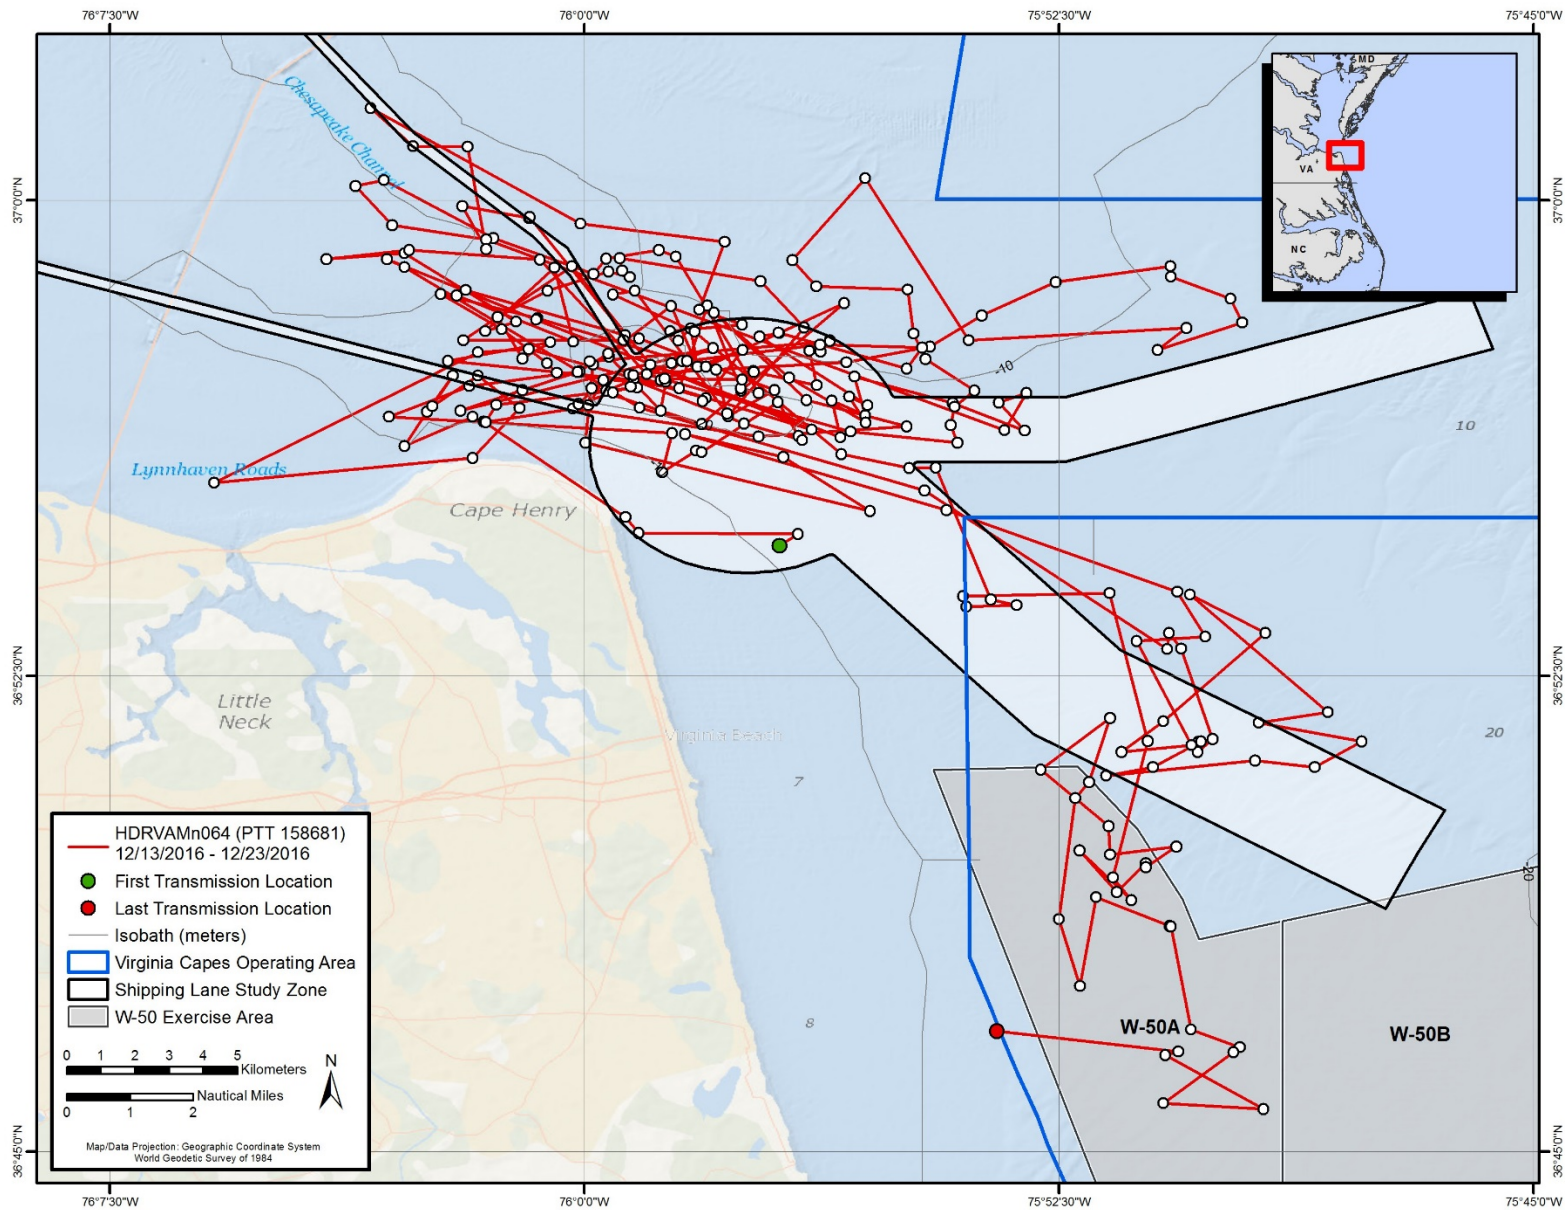 76°7'30"W 76°0'0"W 75°52'30"W 75°45'0"W
MD
VA
NC
Chesapeake Channel
37°0'0"N 37°0'0"N
-10
10
Lynnhaven Roads
Cape Henry
36°52'30"N 36°52'30"N
Little
Neck
Virginia Beach
20
7
-20
8
W-50A W-50B
HDRVAMn064 (PTT 158681)
12/13/2016 - 12/23/2016
First Transmission Location
Last Transmission Location
Isobath (meters)
Virginia Capes Operating Area
Shipping Lane Study Zone
W-50 Exercise Area
0 1 2 3 4 5
Kilometers
N
Nautical Miles
0 1 2
Map/Data Projection: Geographic Coordinate System
World Geodetic Survey of 1984
36°45'0"N 36°45'0"N
76°7'30"W 76°0'0"W 75°52'30"W 75°45'0"W